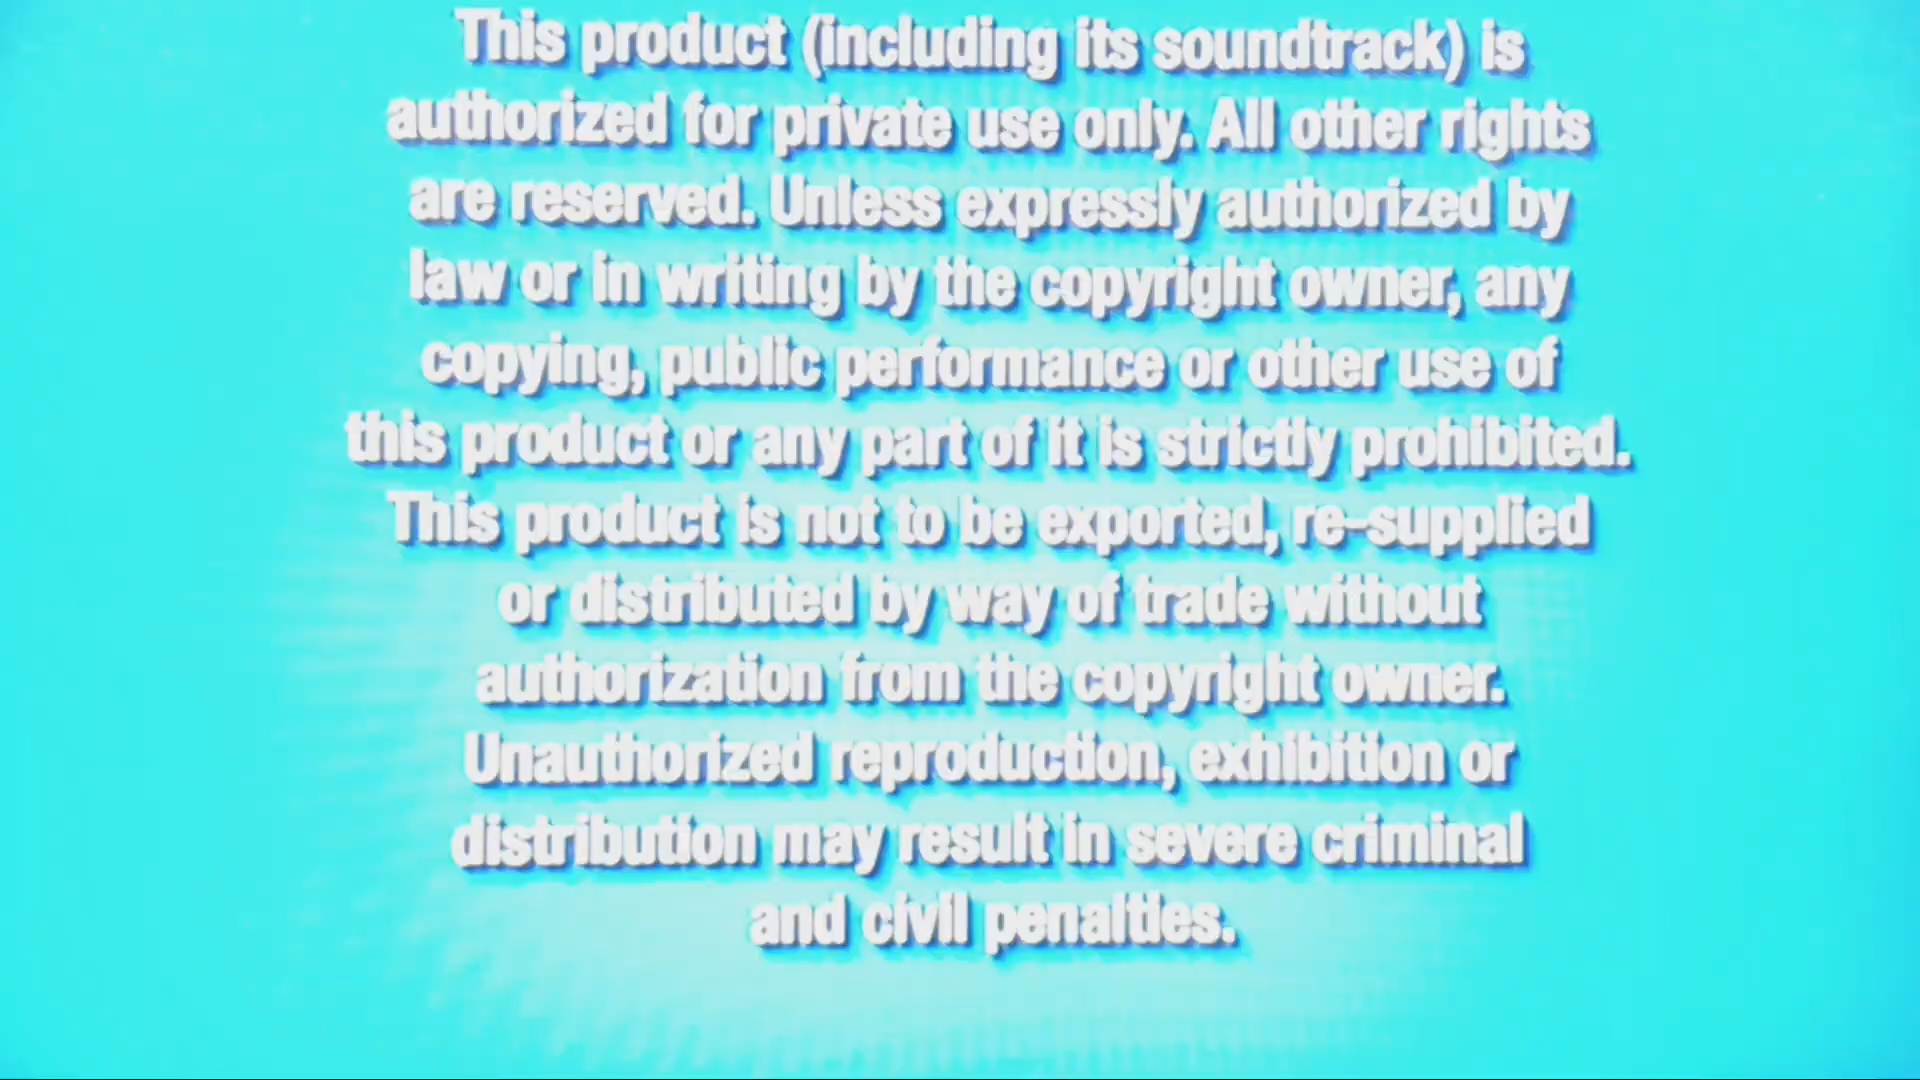 This product (including its soundtrack) is
authorized for private use only. All other rights
are reserved. Unless expressly authorized by
law or in writing by the copyright owner, any
copying, public performance or other use of
this product or any part of it is strictly prohibited.
This product is not to be exported, re-supplied
or distributed by way of trade without
authorization from the copyright owner.
Unauthorized reproduction, exhibition or
distribution may result in severe criminal
and civil penalties.